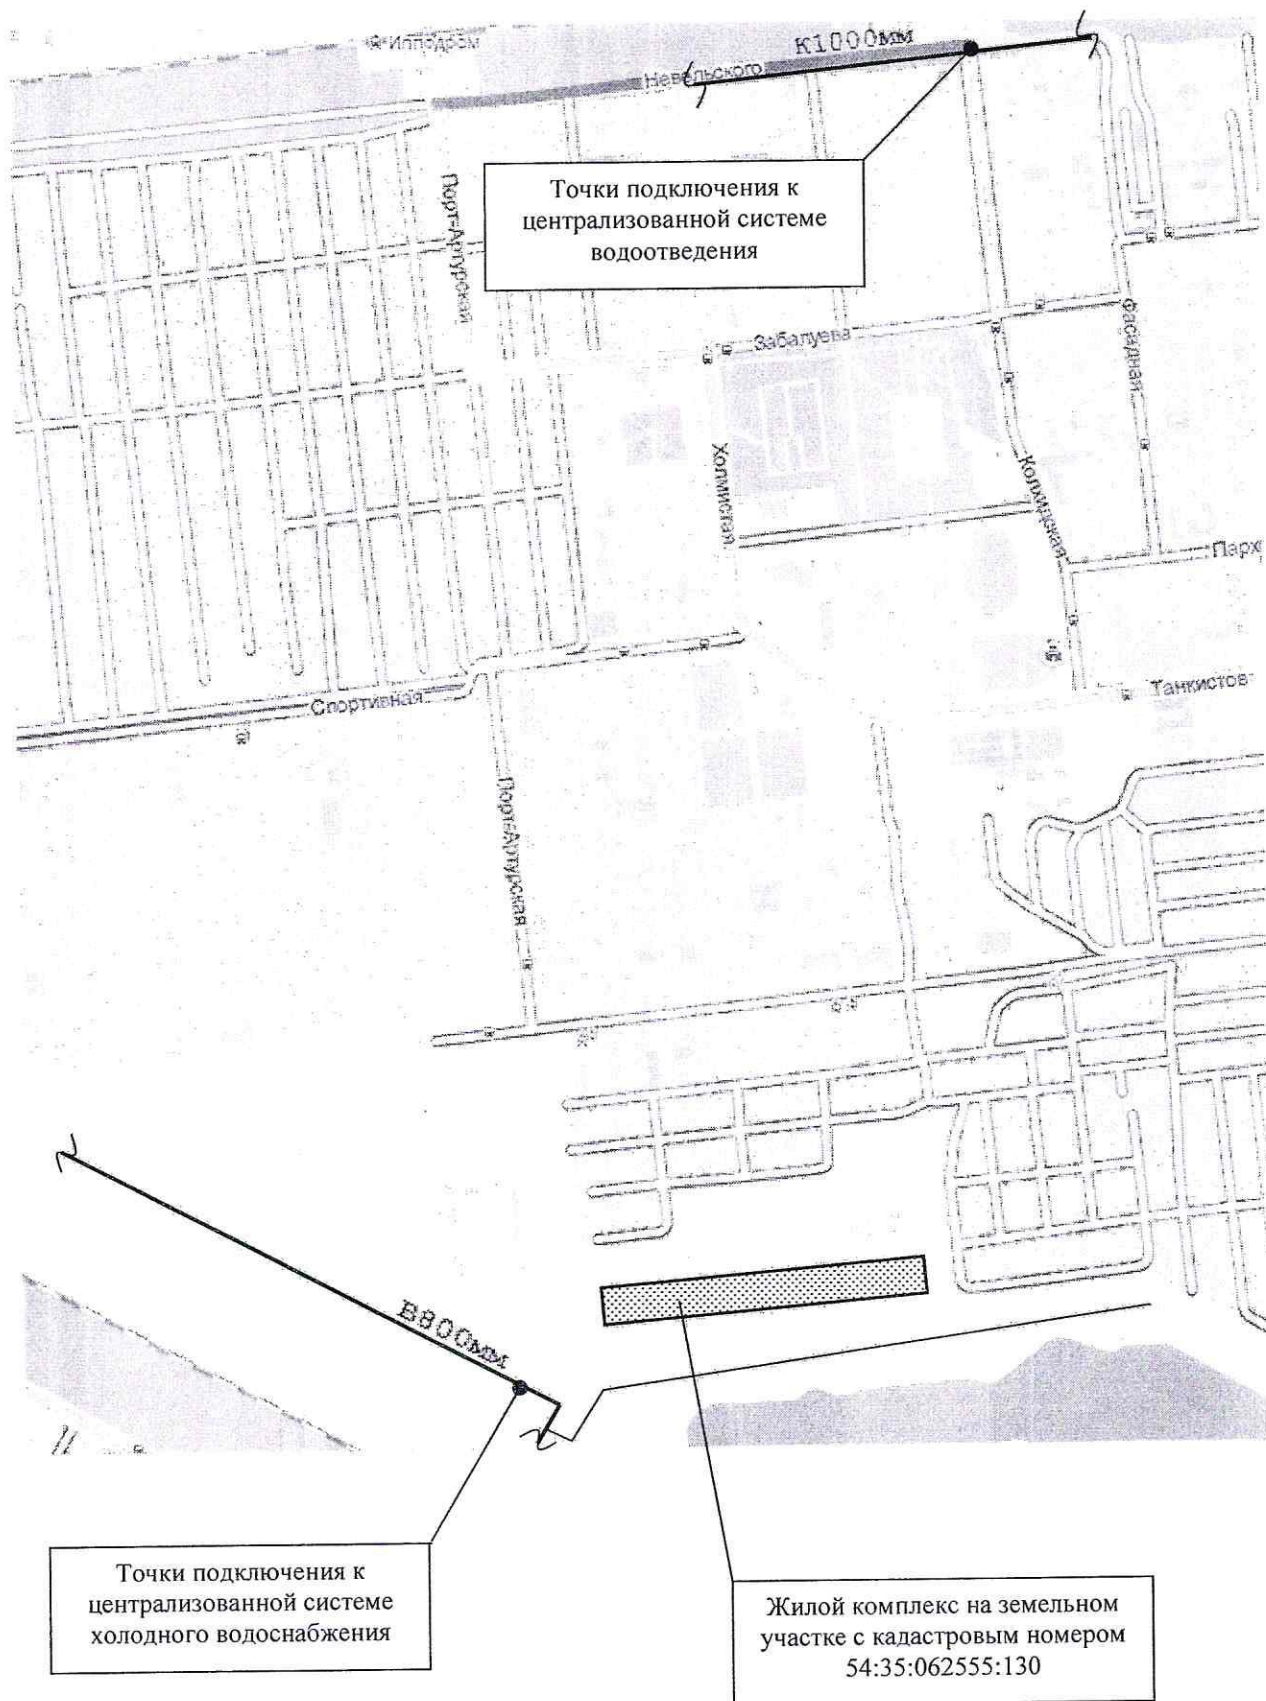 Ипподром
К1000мм
Невельского
Точки подключения к
централизованной системе
водоотведения
Порт-Артурская
Забалуева
Фасадная
Холмистая
Колхидская
Парх
Танкистов
Спортивная
Порт-Артурская
В800мм
Точки подключения к
централизованной системе
холодного водоснабжения
Жилой комплекс на земельном
участке с кадастровым номером
54:35:062555:130